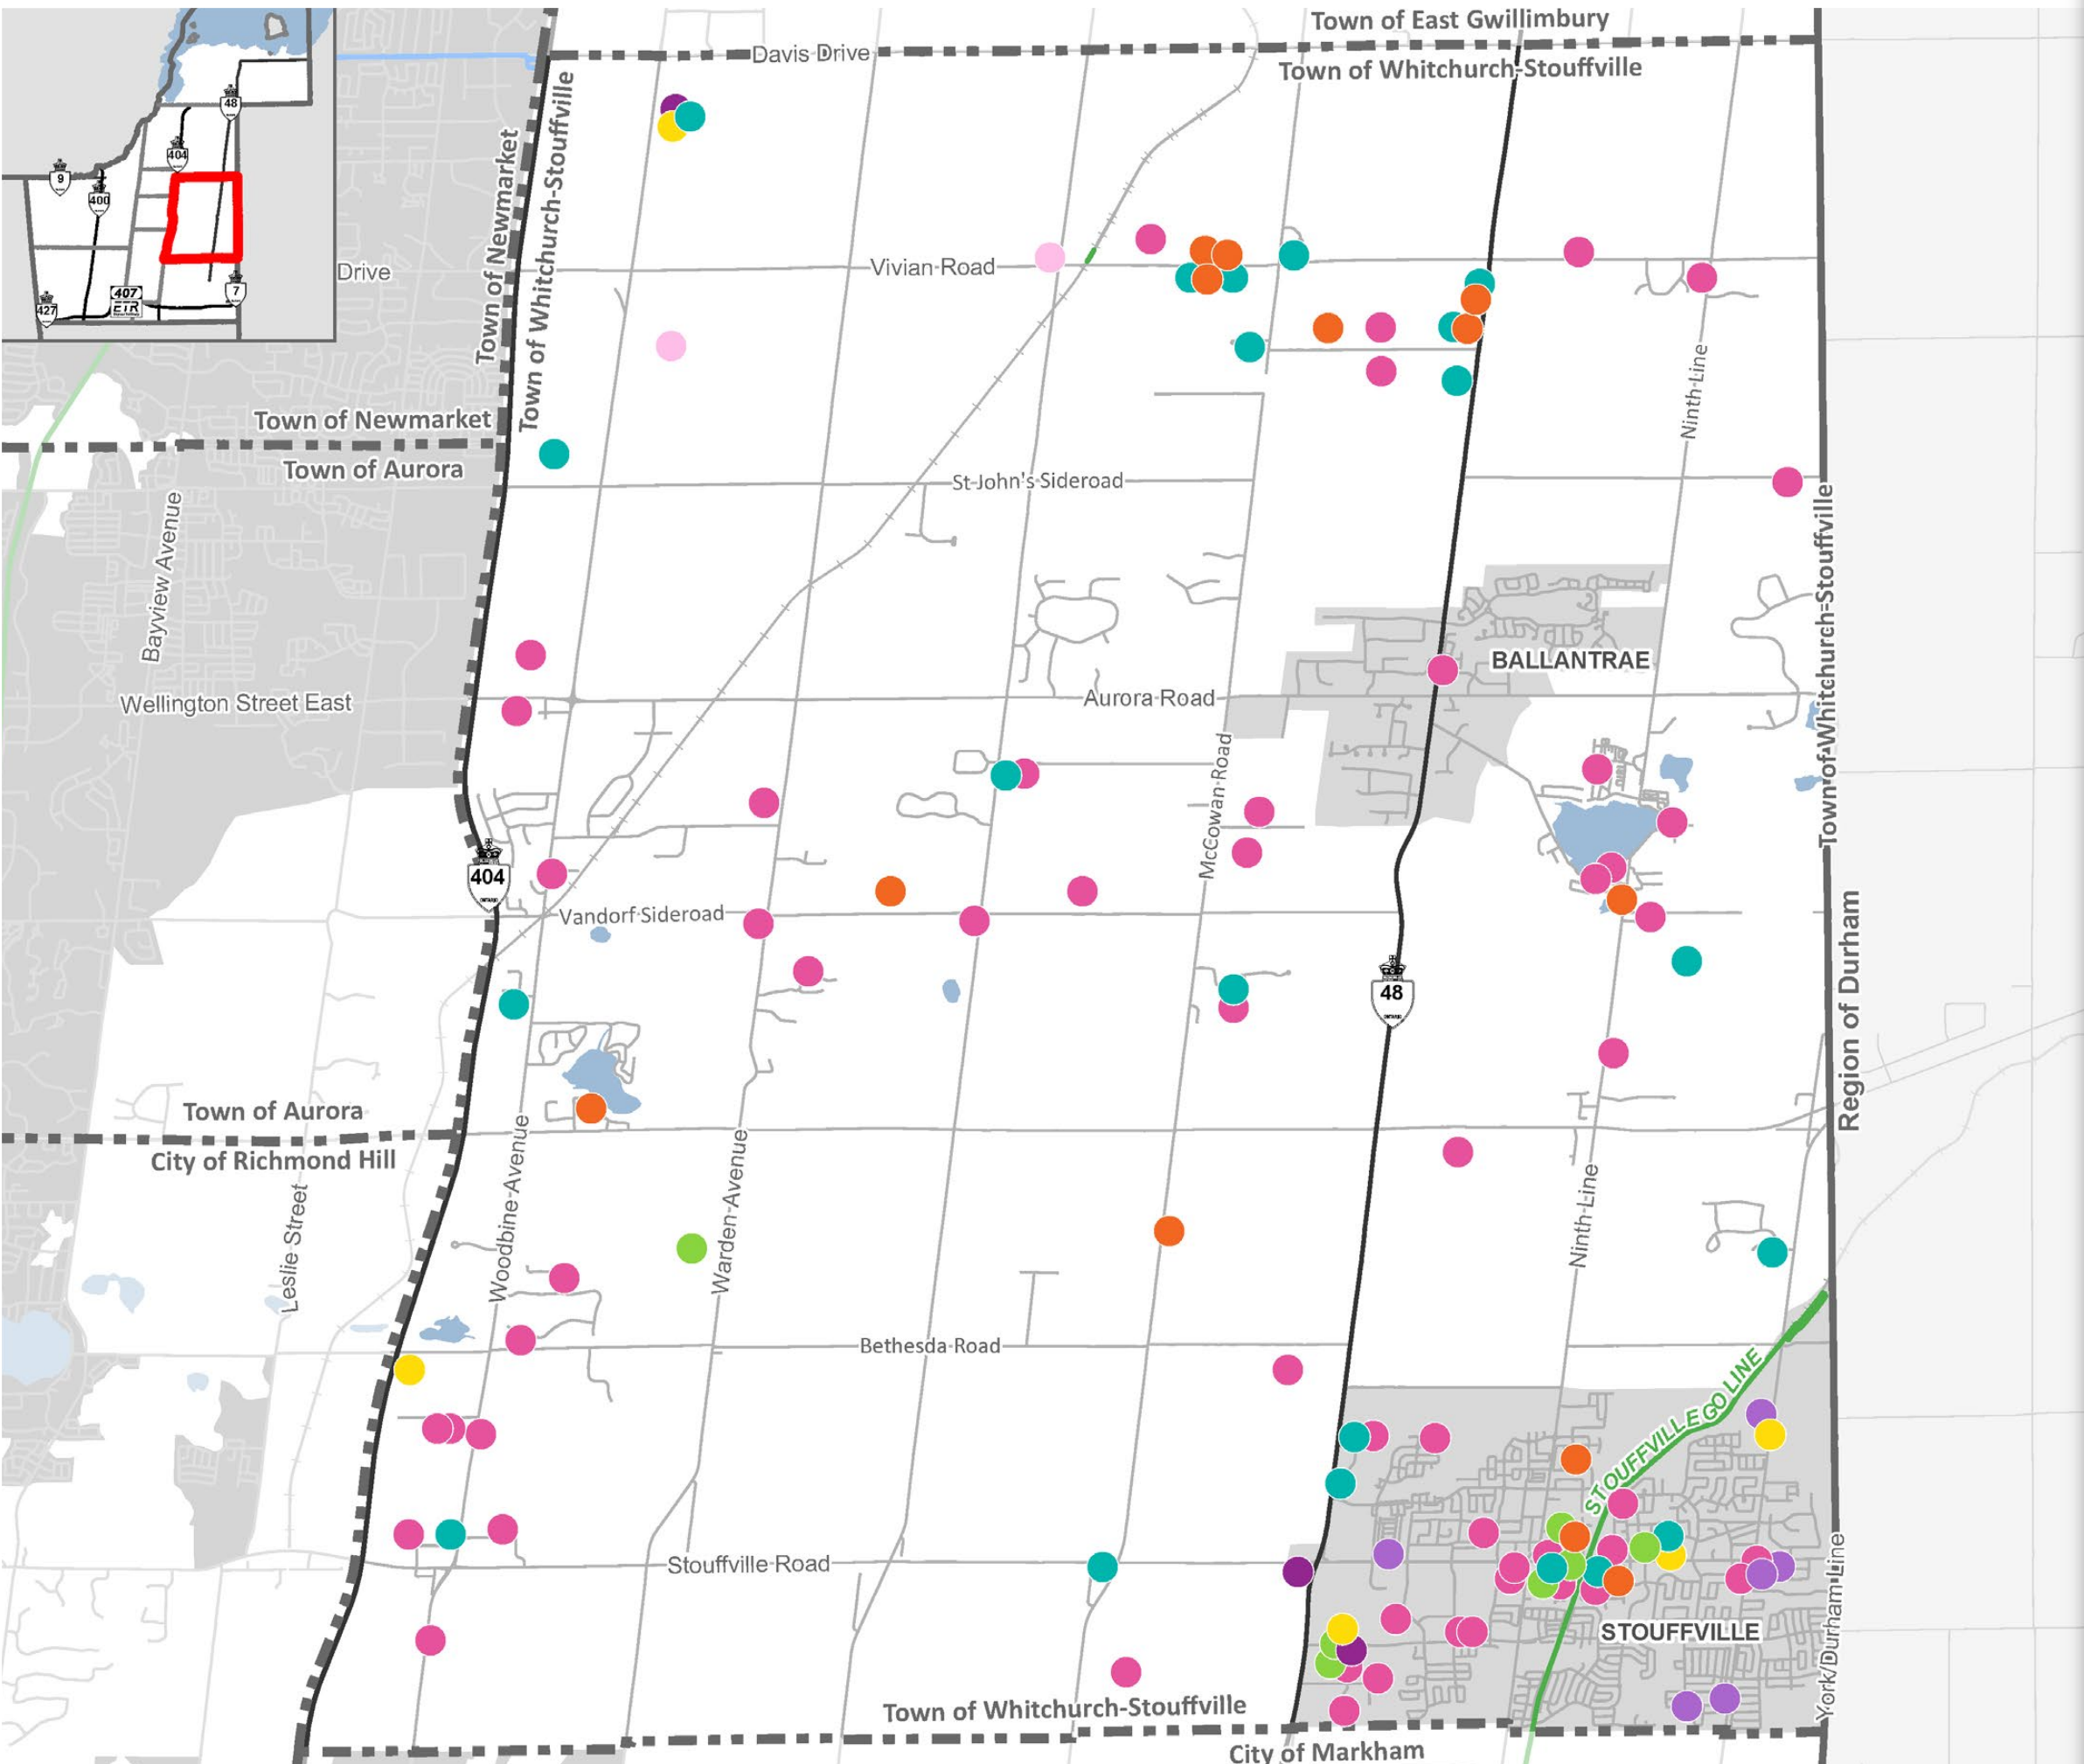 Town of East Gwillimbury
Davis Drive
Town of Whitchurch-Stouffville
48
404
9
400
407
ETR
7
427
Drive
Town of Newmarket
Town of Whitchurch-Stouffville
Vivian Road
Ninth Line
Town of Newmarket
Town of Aurora
St John's Sideroad
Bayview Avenue
Town of Whitchurch-Stouffville
BALLANTRAE
Wellington Street East
Aurora Road
McCowan Road
404
ONTARIO
Vandorf Sideroad
48
ONTARIO
Region of Durham
Town of Aurora
City of Richmond Hill
Leslie Street
Woodbine Avenue
Warden Avenue
Ninth Line
Bethesda Road
STOUFFVILLE GO LINE
Stouffville Road
STOUFFVILLE
York/Durham Line
Town of Whitchurch-Stouffville
City of Markham